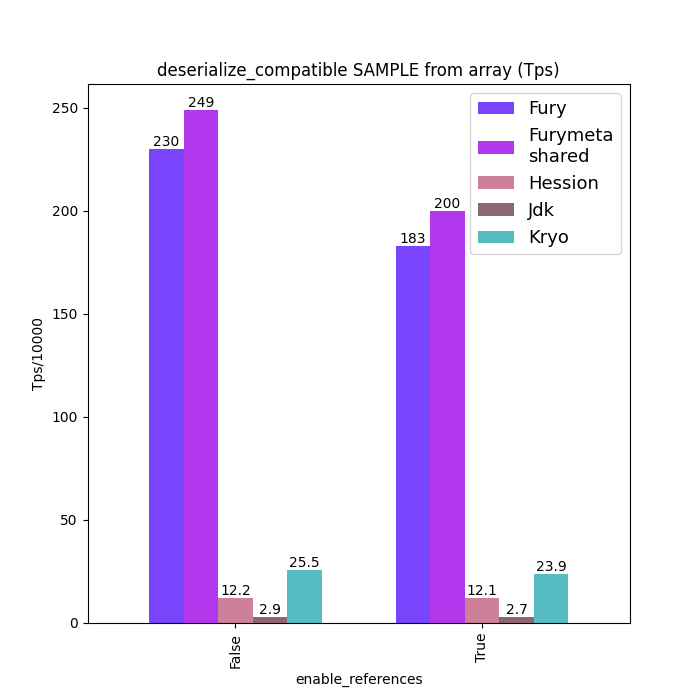 deserialize_compatible SAMPLE from array (Tps)
Fury
Furymeta
shared
Hession
Jdk
Kryo
250
200
150
100
50
0
Tps/10000
230
249
12.2
2.9
25.5
183
200
12.1
2.7
23.9
False
True
enable_references